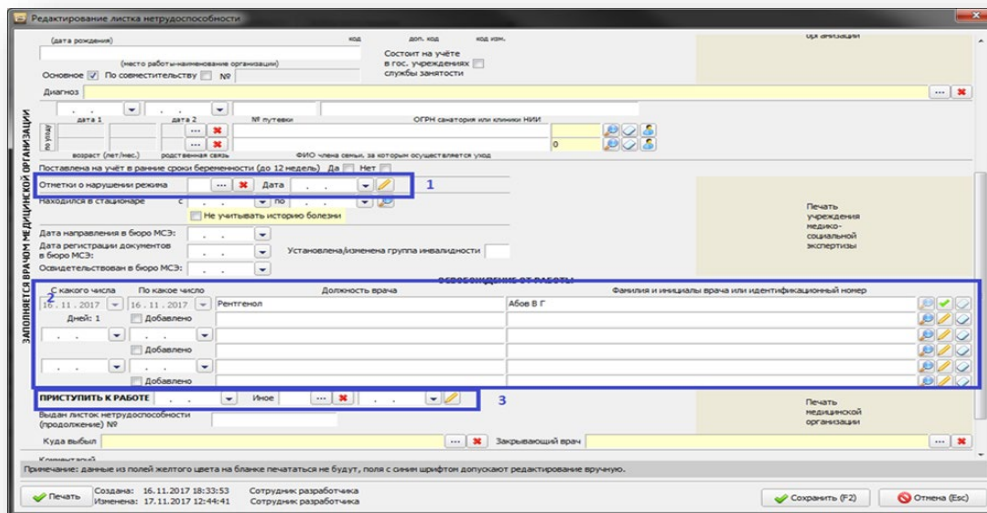 Редактирование листка нетрудоспособности
(дата рождения) код доп. код код изм. организации
(место работы-наименование организации)
Состоит на учёте
в гос. учреждениях
службы занятости
Основное По совместительству №
Диагноз
дата 1 дата 2 № путевки ОГРН санатория или клиники НИИ
по уходу
0
возраст (лет/мес.) родственная связь ФИО члена семьи, за которым осуществляется уход
Поставлена на учёт в ранние сроки беременности (до 12 недель) Да Нет
Отметки о нарушении режима Дата 1
Находился в стационаре с по
Не учитывать историю болезни
Печать
учреждения
медико-
социальной
экспертизы
Дата направления в бюро МСЭ:
Дата регистрации документов
в бюро МСЭ:
Установлена/изменена группа инвалидности
Освидетельствован в бюро МСЭ:
ЗАПОЛНЯЕТСЯ ВРАЧОМ МЕДИЦИНСКОЙ ОРГАНИЗАЦИИ
ОСВОБОЖДЕНИЕ ОТ РАБОТЫ
С какого числа По какое число Должность врача Фамилия и инициалы врача или идентификационный номер
2
16 . 11 . 2017 16 . 11 . 2017 Рентгенол Абов В Г
Дней: 1 Добавлено
Добавлено
Добавлено
ПРИСТУПИТЬ К РАБОТЕ Иное 3
Печать
медицинской
организации
Выдан листок нетрудоспособности
(продолжение) №
Куда выбыл Закрывающий врач
Комментарий
Примечание: данные из полей желтого цвета на бланке печататься не будут, поля с синим шрифтом допускают редактирование вручную.
Печать
Создана: 16.11.2017 18:33:53 Сотрудник разработчика
Изменена: 17.11.2017 12:44:41 Сотрудник разработчика
Сохранить (F2) Отмена (Esc)